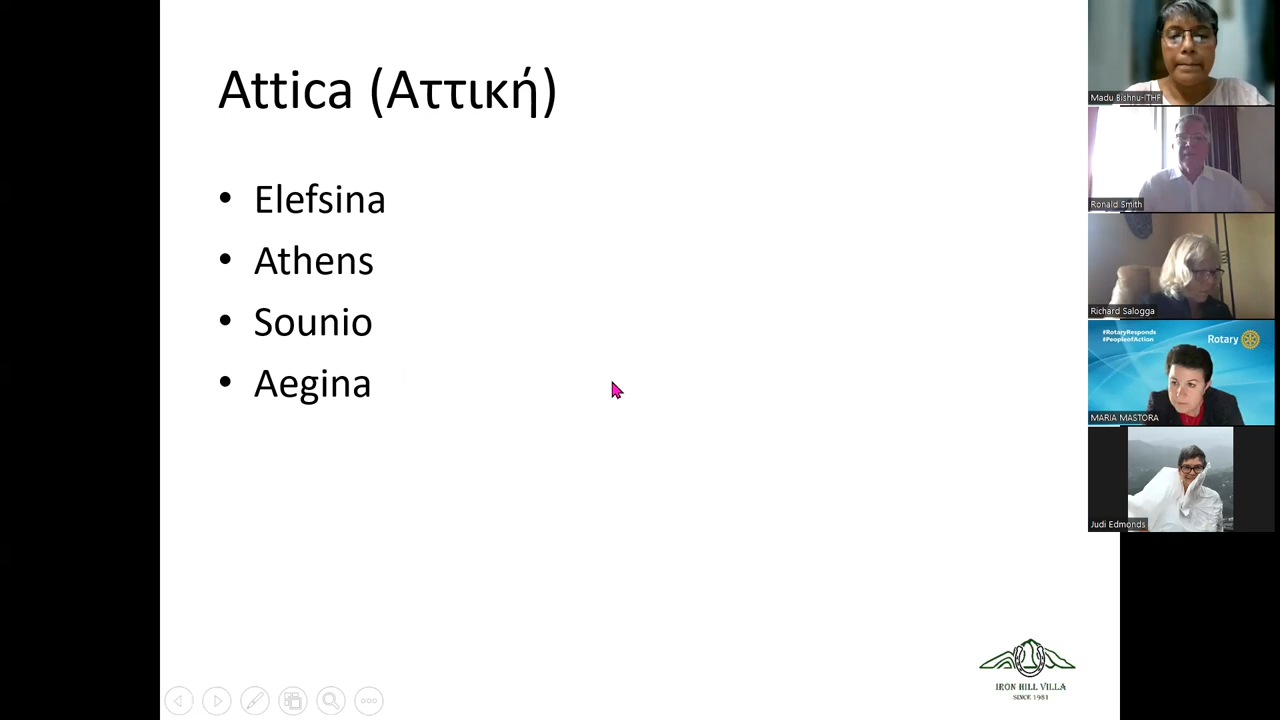 Attica (Αττική)
• Elefsina
• Athens
• Sounio
• Aegina
IRON HILL VILLA
SINCE 1981
Madu Bishnu-ITHF
Ronald Smith
Richard Salogga
#RotaryResponds
#PeopleofAction
Rotary
MARIA MASTORA
Judi Edmonds